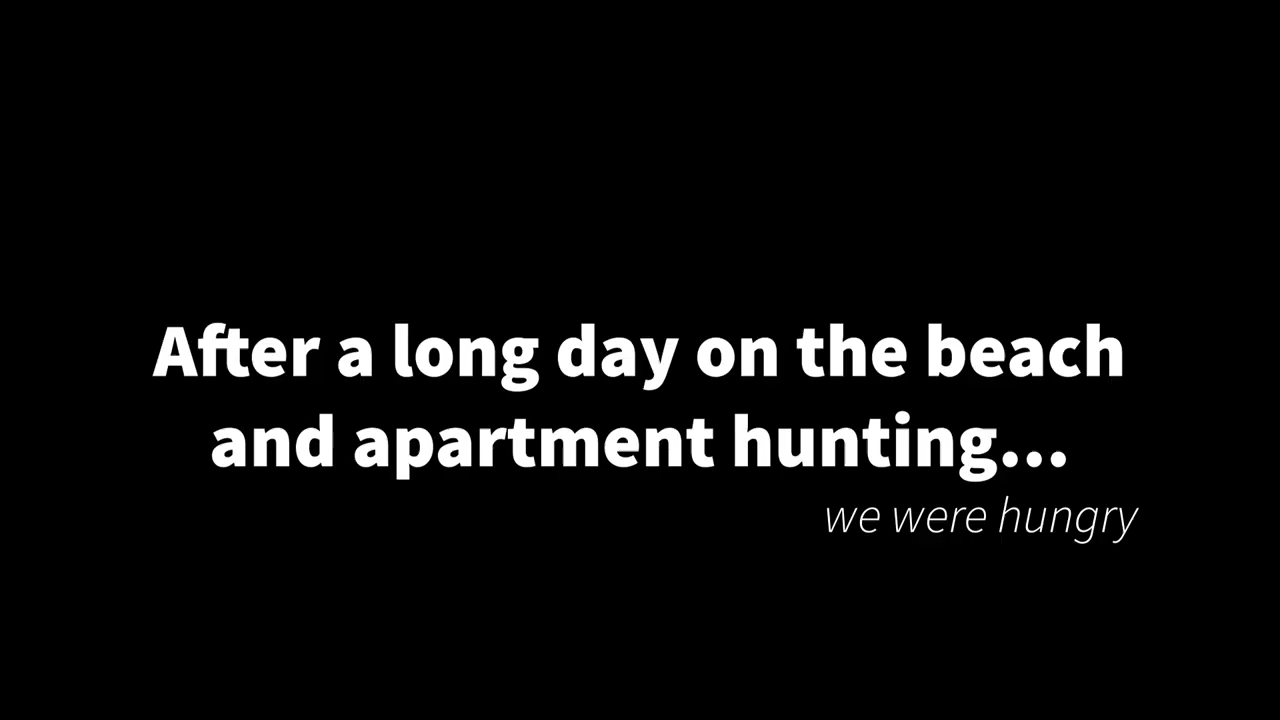 After a long day on the beach
and apartment hunting...
we were hungry